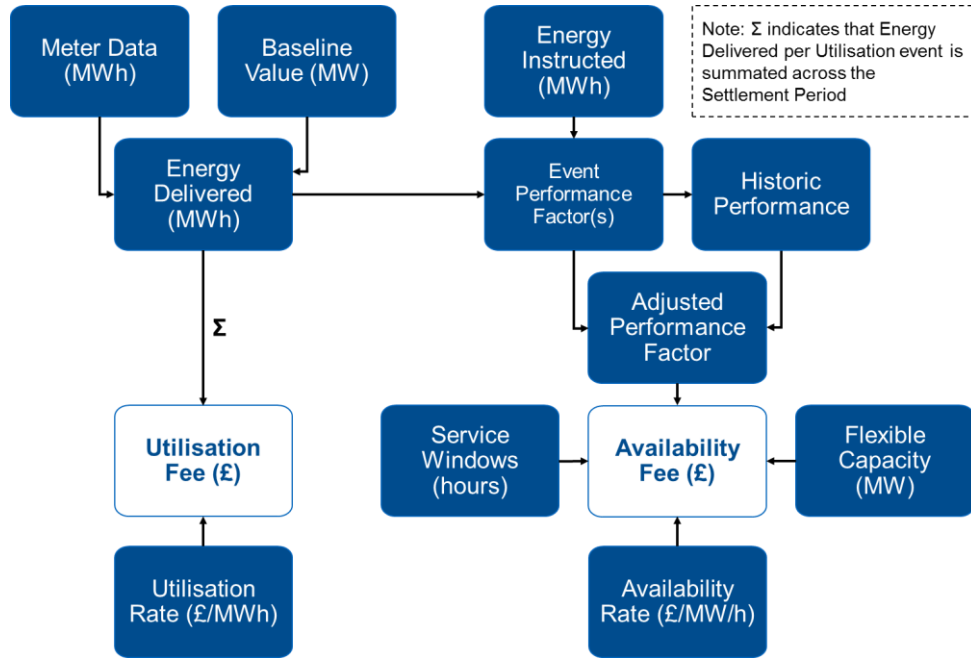 Meter Data
(MWh)
Baseline
Value (MW)
Energy
Instructed
(MWh)
Note: Σ indicates that Energy
Delivered per Utilisation event is
summated across the
Settlement Period
Energy
Delivered
(MWh)
Event
Performance
Factor(s)
Historic
Performance
Adjusted
Performance
Factor
Σ
Utilisation
Fee (£)
Service
Windows
(hours)
Availability
Fee (£)
Flexible
Capacity
(MW)
Utilisation
Rate (£/MWh)
Availability
Rate (£/MW/h)